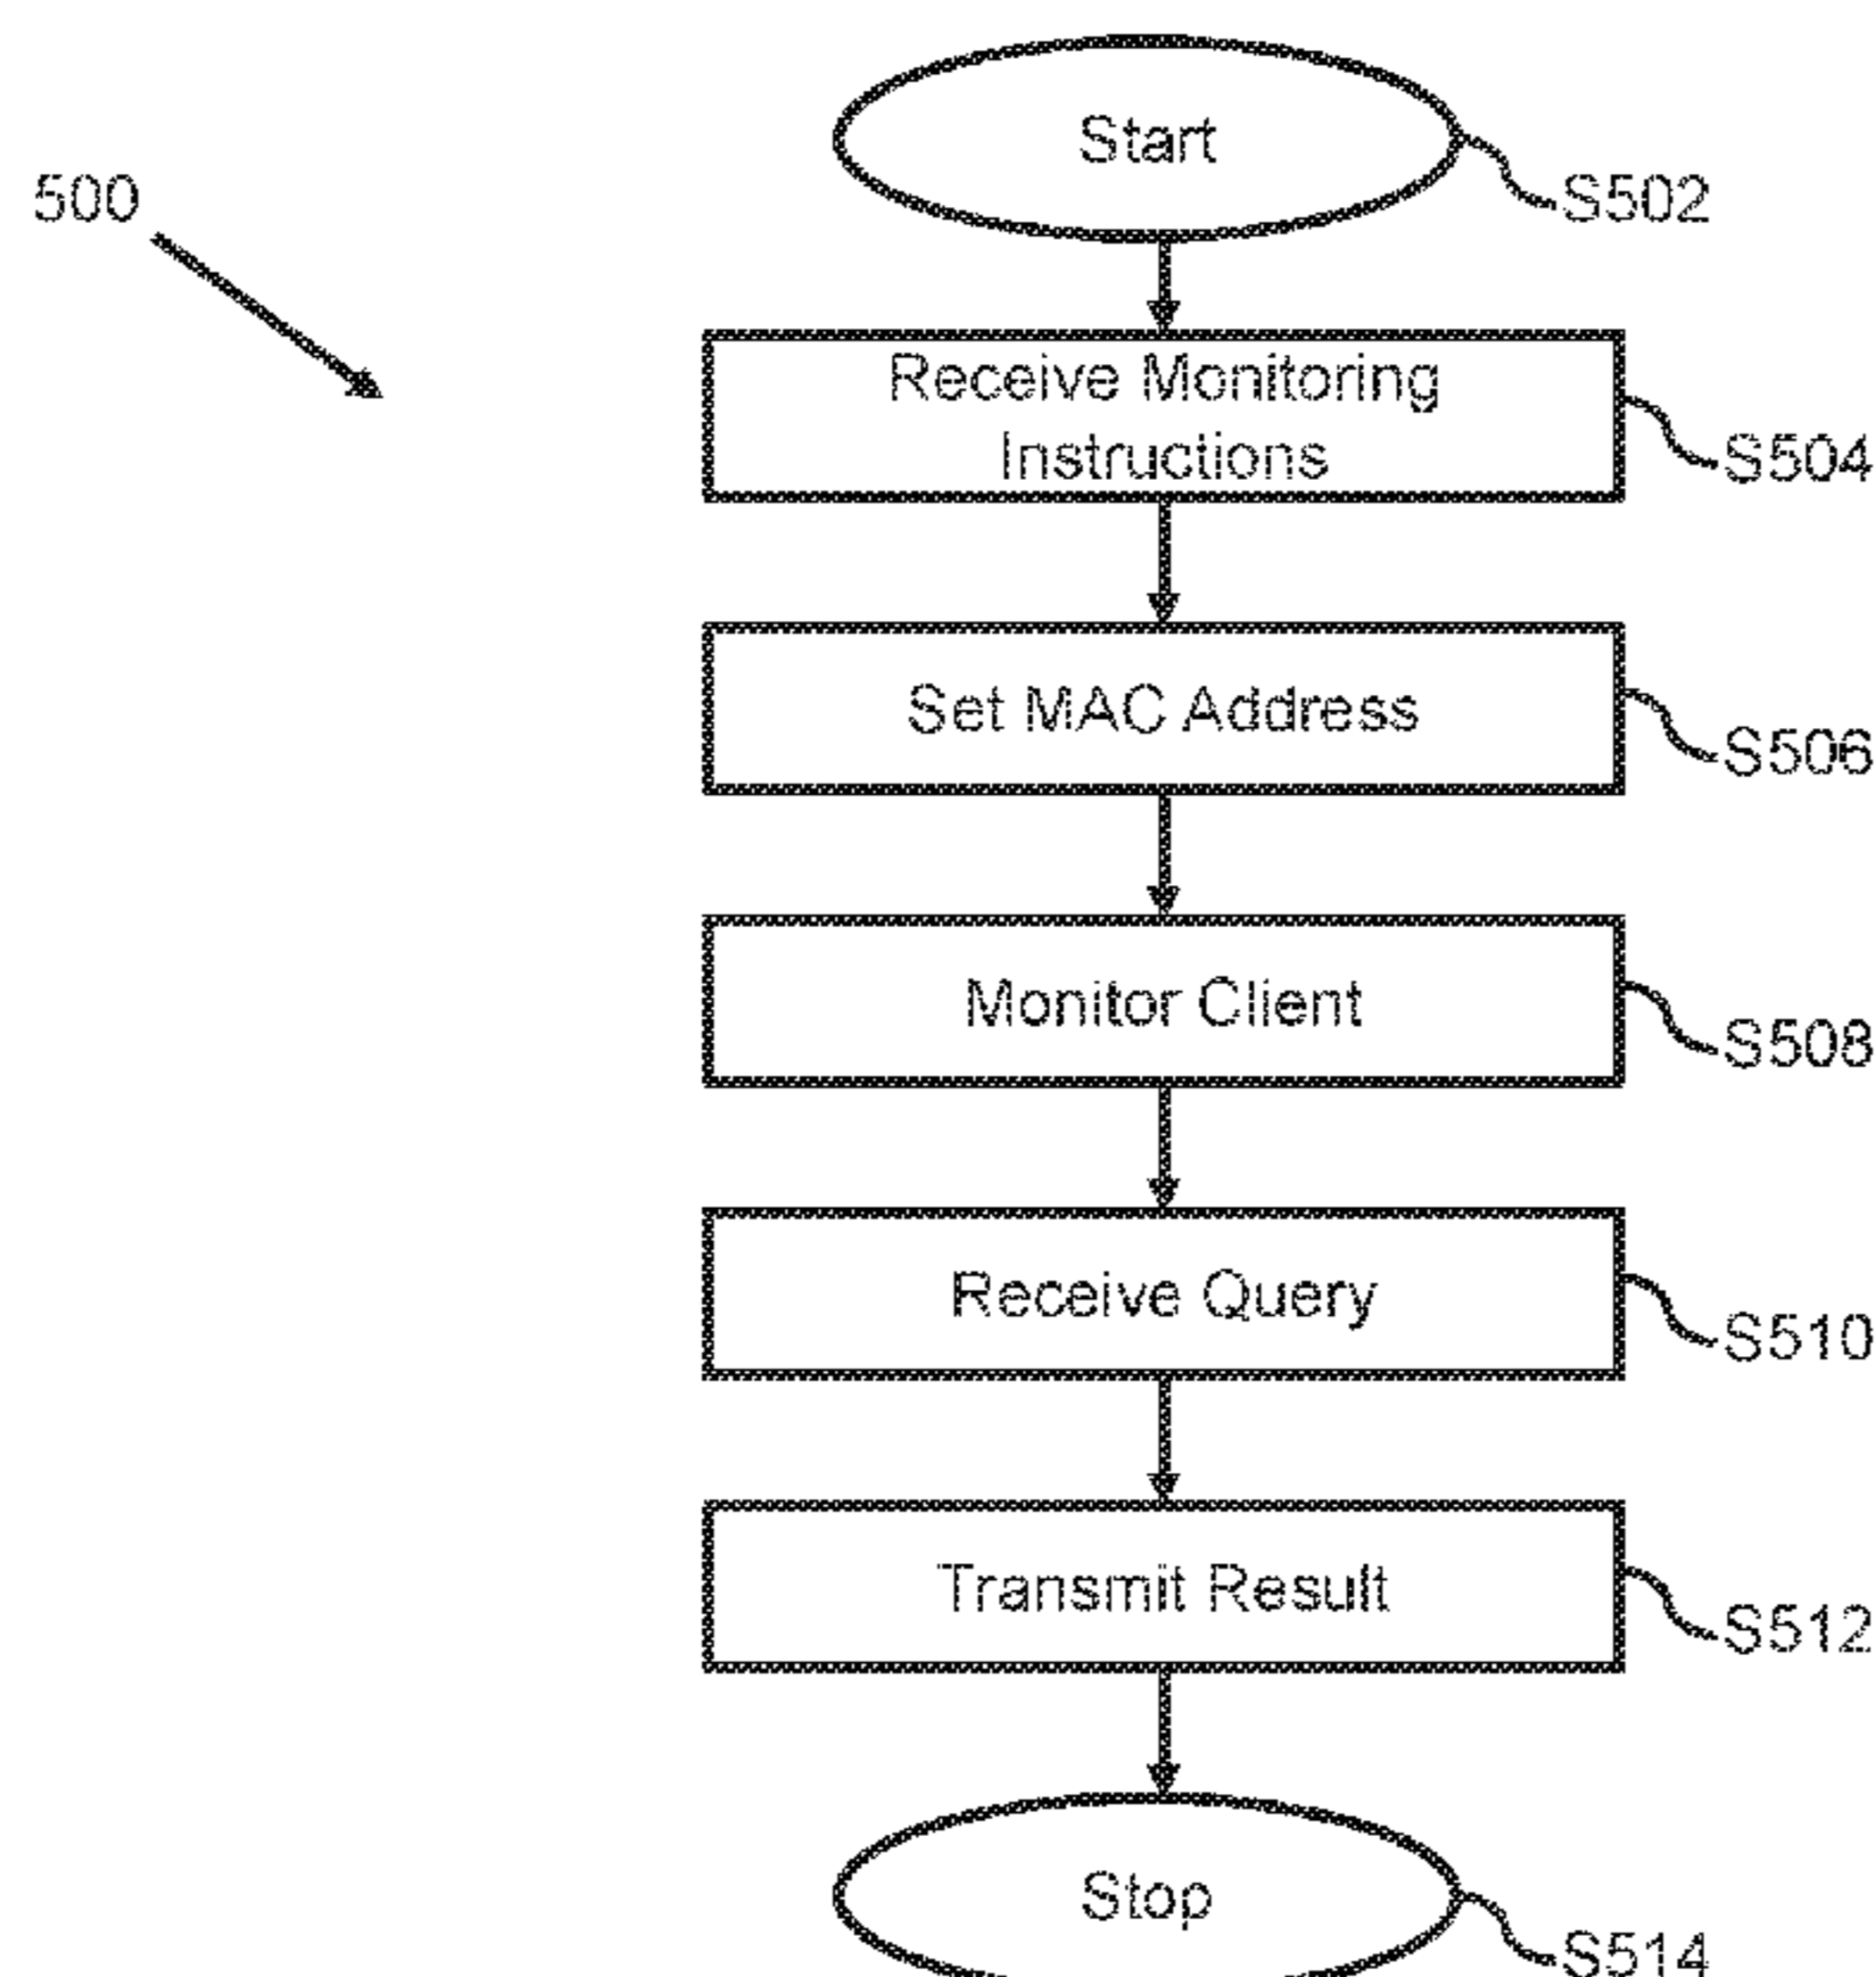 Start
500
S502
Receive Monitoring
Instructions
S504
Set MAC Address
S506
Monitor Client
S508
Receive Query
S510
Transmit Result
S512
Stop
S514